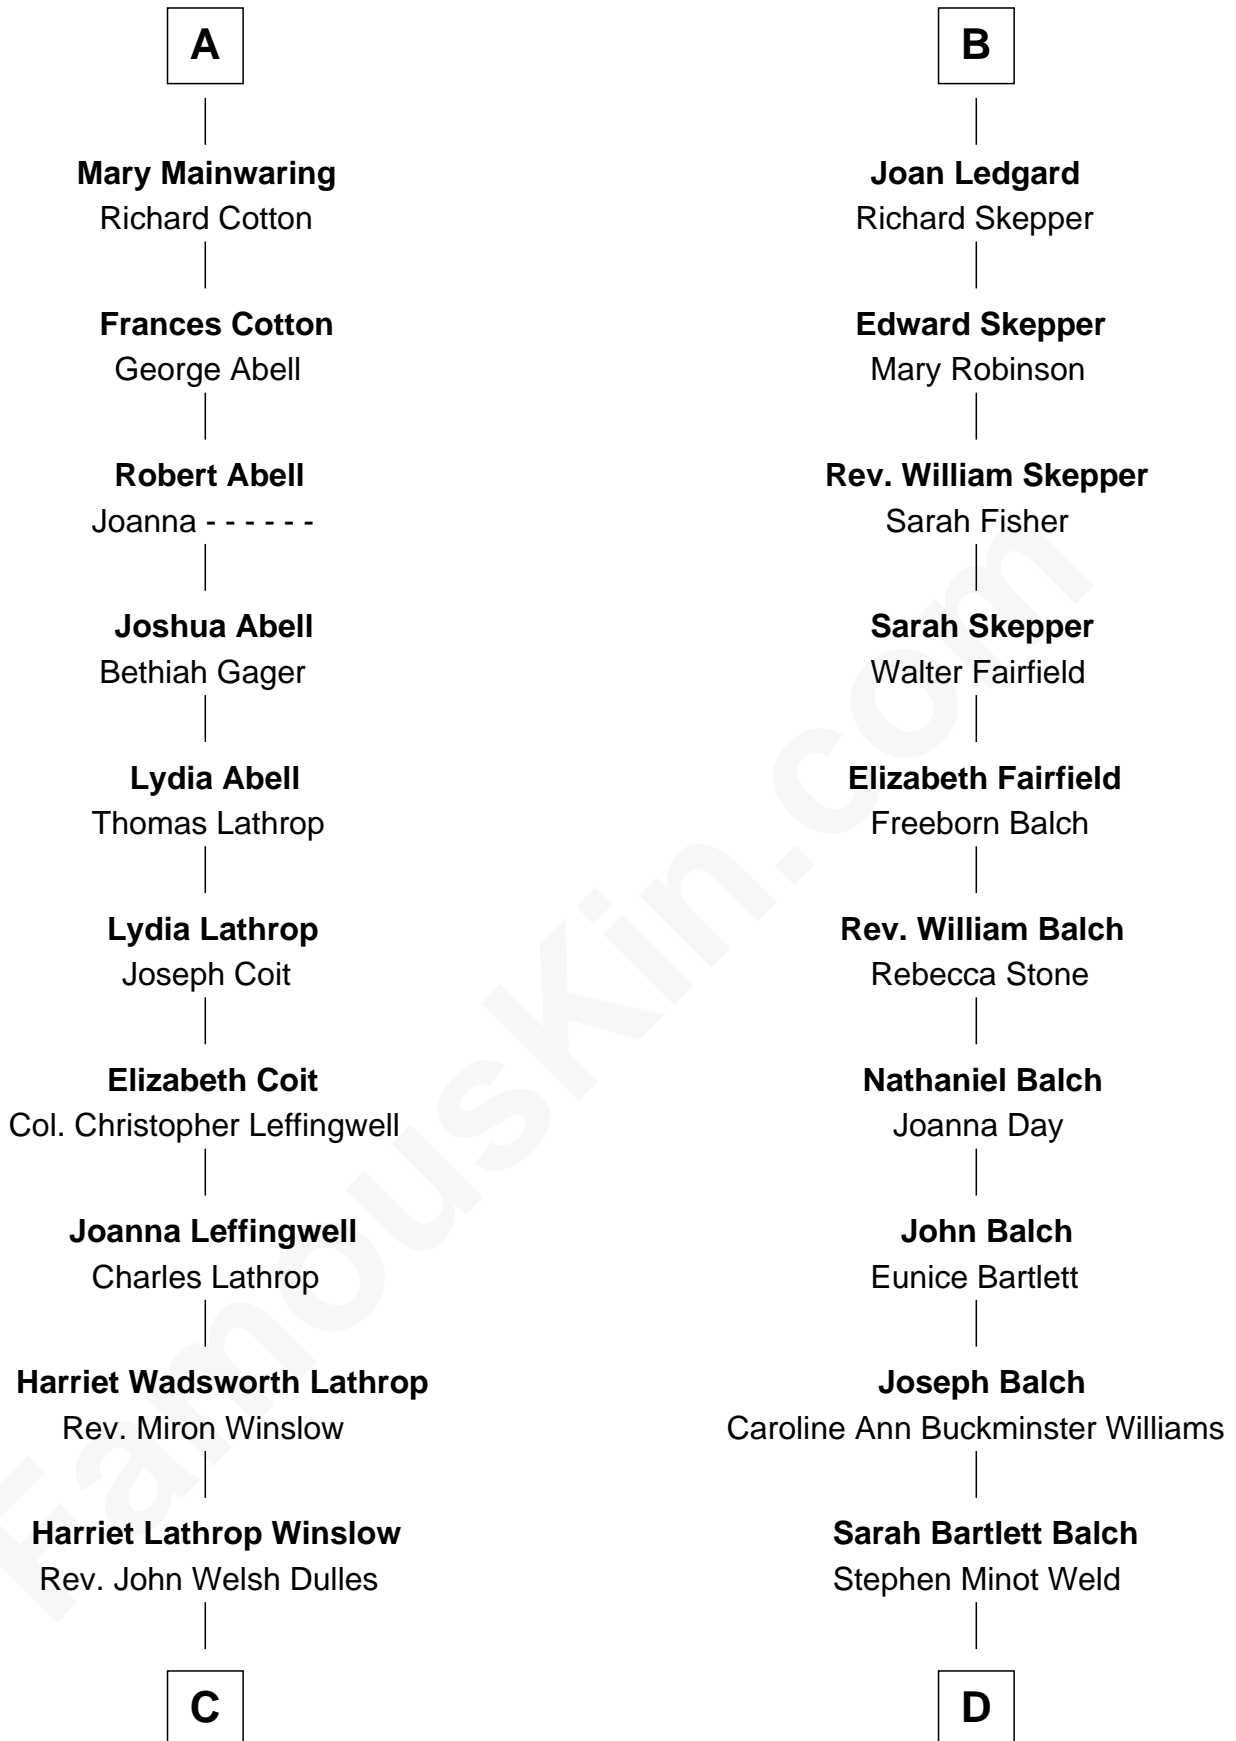 A
Mary Mainwaring
Richard Cotton
Frances Cotton
George Abell
Robert Abell
Joanna - - - - - -
Joshua Abell
Bethiah Gager
Lydia Abell
Thomas Lathrop
Lydia Lathrop
Joseph Coit
Elizabeth Coit
Col. Christopher Leffingwell
Joanna Leffingwell
Charles Lathrop
Harriet Wadsworth Lathrop
Rev. Miron Winslow
Harriet Lathrop Winslow
Rev. John Welsh Dulles
C
B
Joan Ledgard
Richard Skepper
Edward Skepper
Mary Robinson
Rev. William Skepper
Sarah Fisher
Sarah Skepper
Walter Fairfield
Elizabeth Fairfield
Freeborn Balch
Rev. William Balch
Rebecca Stone
Nathaniel Balch
Joanna Day
John Balch
Eunice Bartlett
Joseph Balch
Caroline Ann Buckminster Williams
Sarah Bartlett Balch
Stephen Minot Weld
D
FamousKin.com